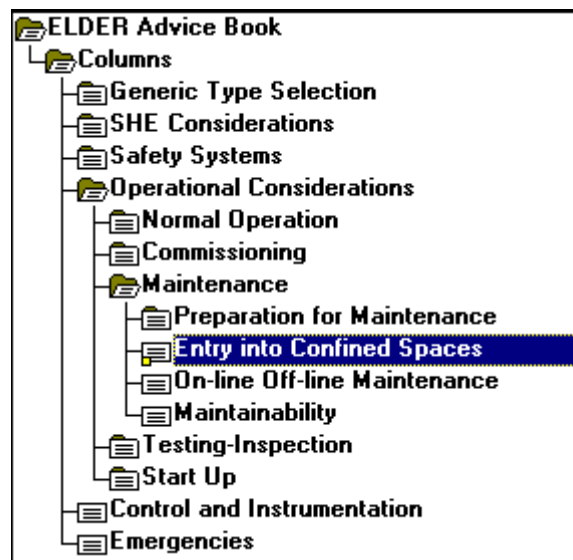 ELDER Advice Book
Columns
Generic Type Selection
SHE Considerations
Safety Systems
Operational Considerations
Normal Operation
Commissioning
Maintenance
Preparation for Maintenance
Entry into Confined Spaces
On-line Off-line Maintenance
Maintainability
Testing-Inspection
Start Up
Control and Instrumentation
Emergencies